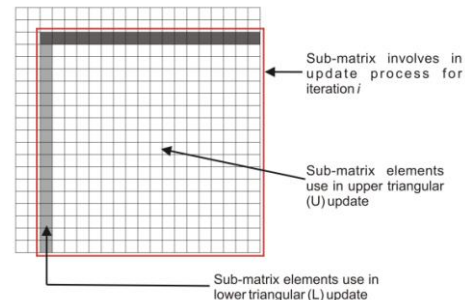 Sub-matrix involves in
update process for
iteration i
Sub-matrix elements
use in upper triangular
(U) update
Sub-matrix elements use in
lower triangular (L) update